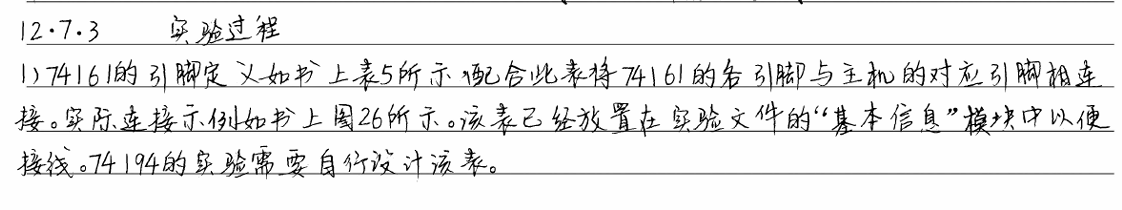 12.7.3 实验过程
1)74161的引脚定义如书上表5所示,配合此表将74161的各引脚与主机的对应引脚相连
接。实际连接示例如书上图26所示。该表已经放置在实验文件的“基本信息”模块中以便
接线。74194的实验需要自行设计该表。